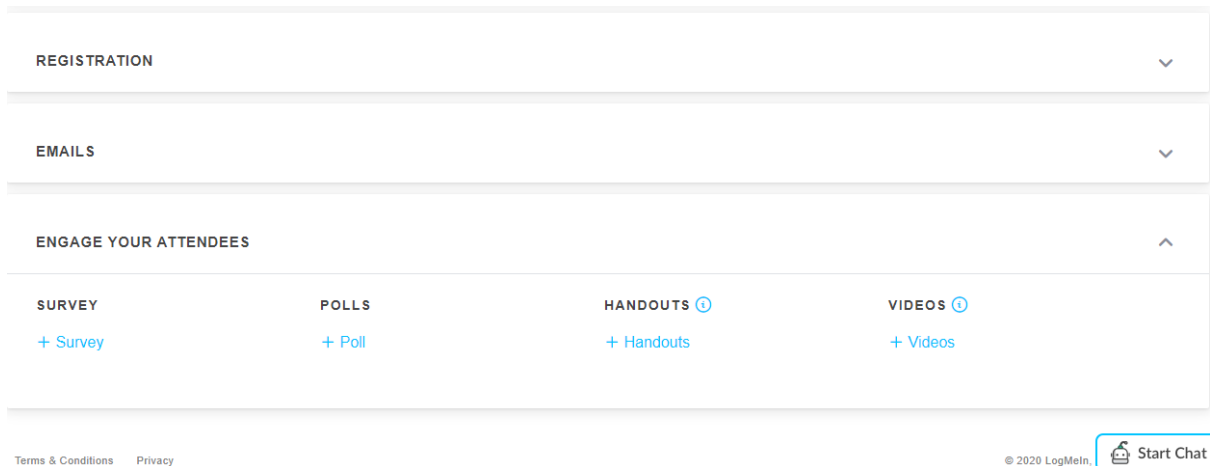 REGISTRATION
EMAILS
ENGAGE YOUR ATTENDEES
SURVEY POLLS HANDOUTS VIDEOS
+ Survey + Poll + Handouts + Videos
Terms & Conditions Privacy © 2020 LogMeIn, Start Chat